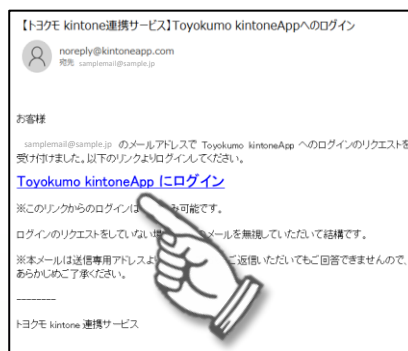 【トヨクモ kintone連携サービス】Toyokumo kintoneAppへのログイン
noreply@kintoneapp.com
宛先 samplemail@sample.jp
お客様
samplemail@sample.jp のメールアドレスで Toyokumo kintoneApp へのログインのリクエストを
受け付けました。以下のリンクよりログインしてください。
Toyokumo kintoneApp にログイン
※このリンクからのログインは み可能です。
ログインのリクエストをしていない場 メールを無視していただいて結構です。
※本メールは送信専用アドレスよ ご返信いただいてもご回答できませんので、
あらかじめご了承ください。
--------
トヨクモ kintone 連携サービス